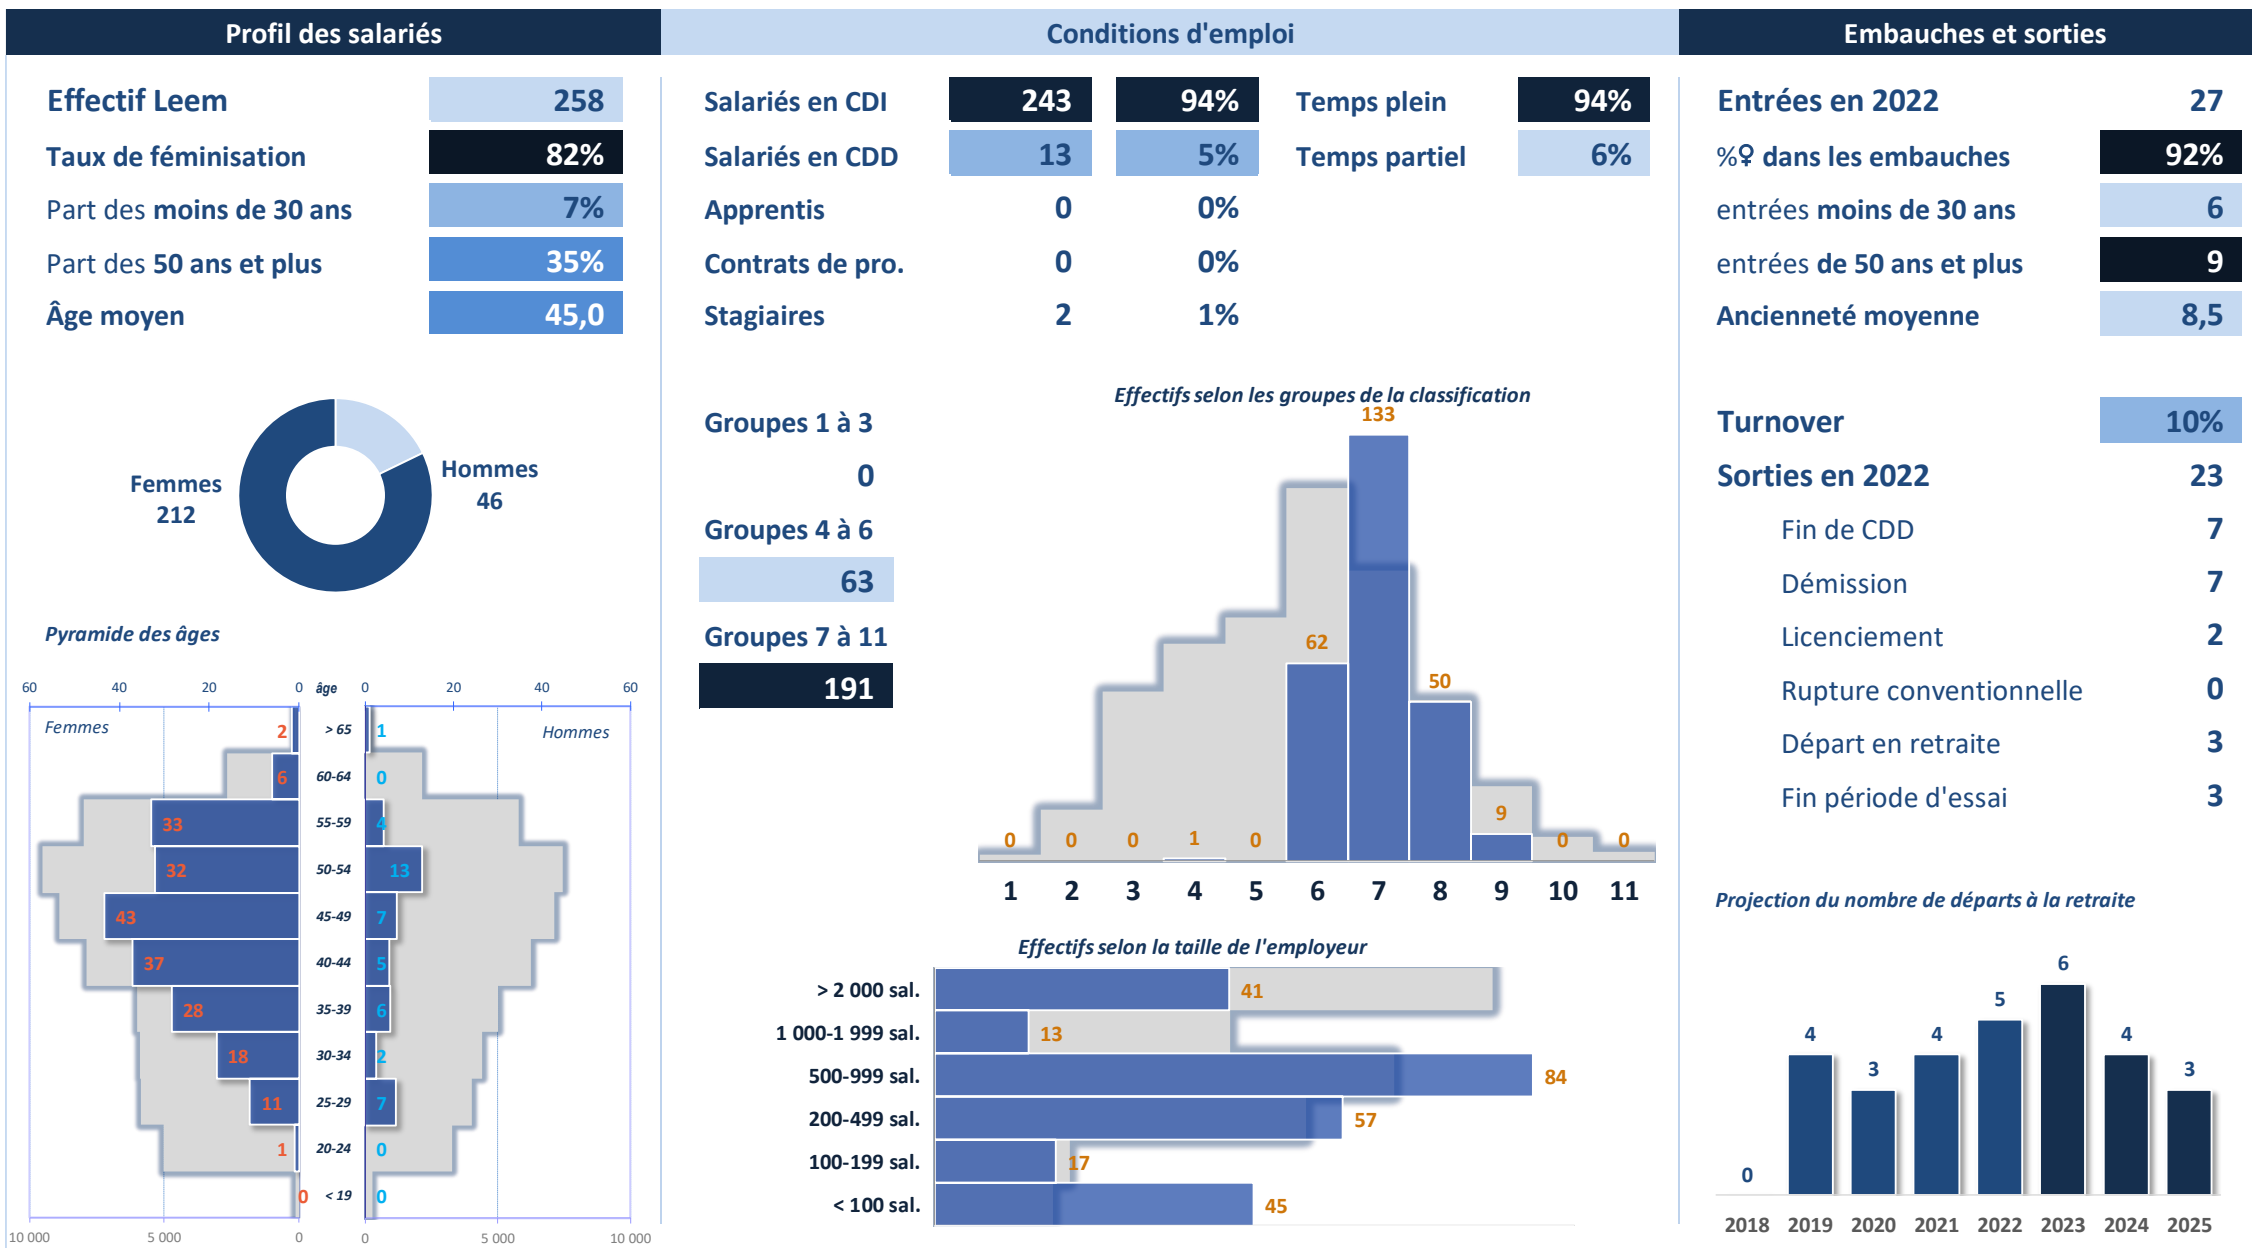 Profil des salariés
Effectif Leem 258
Taux de féminisation 82%
Part des moins de 30 ans 7%
Part des 50 ans et plus 35%
Âge moyen 45,0
Femmes
212
Hommes
46
Pyramide des âges
60 40 20 0 âge 0 20 40 60
Femmes Hommes
2 > 65 1
6 60-64 0
33 55-59 4
32 50-54 13
43 45-49 7
37 40-44 5
28 35-39 6
18 30-34 2
11 25-29 7
1 20-24 0
0 < 19 0
10 000 5 000 0 0 5 000 10 000
Conditions d'emploi
Salariés en CDI 243 94% Temps plein 94%
Salariés en CDD 13 5% Temps partiel 6%
Apprentis 0 0%
Contrats de pro. 0 0%
Stagiaires 2 1%
Groupes 1 à 3
0
Groupes 4 à 6
63
Groupes 7 à 11
191
Effectifs selon les groupes de la classification
133
62
50
9
0 0 0 1 0 0 0
1 2 3 4 5 6 7 8 9 10 11
Effectifs selon la taille de l'employeur
> 2 000 sal. 41
1 000-1 999 sal. 13
500-999 sal. 84
200-499 sal. 57
100-199 sal. 17
< 100 sal. 45
Embauches et sorties
Entrées en 2022 27
%♀ dans les embauches 92%
entrées moins de 30 ans 6
entrées de 50 ans et plus 9
Ancienneté moyenne 8,5
Turnover 10%
Sorties en 2022 23
Fin de CDD 7
Démission 7
Licenciement 2
Rupture conventionnelle 0
Départ en retraite 3
Fin période d'essai 3
Projection du nombre de départs à la retraite
0 4 3 4 5 6 4 3
2018 2019 2020 2021 2022 2023 2024 2025